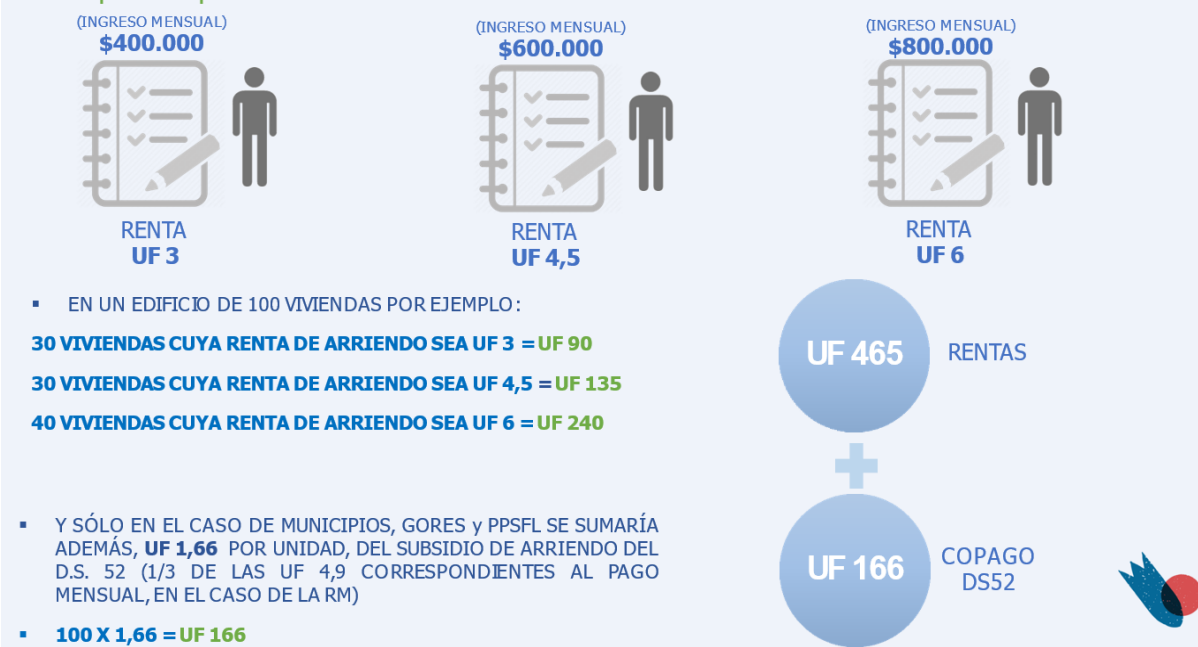 (INGRESO MENSUAL)
$400.000
(INGRESO MENSUAL)
$600.000
(INGRESO MENSUAL)
$800.000
RENTA
UF 3
RENTA
UF 4,5
RENTA
UF 6
▪ EN UN EDIFICIO DE 100 VIVIENDAS POR EJEMPLO:
30 VIVIENDAS CUYA RENTA DE ARRIENDO SEA UF 3 = UF 90
30 VIVIENDAS CUYA RENTA DE ARRIENDO SEA UF 4,5 = UF 135
40 VIVIENDAS CUYA RENTA DE ARRIENDO SEA UF 6 = UF 240
UF 465
RENTAS
▪ Y SÓLO EN EL CASO DE MUNICIPIOS, GORES y PPSFL SE SUMARÍA
ADEMÁS, UF 1,66 POR UNIDAD, DEL SUBSIDIO DE ARRIENDO DEL
D.S. 52 (1/3 DE LAS UF 4,9 CORRESPONDIENTES AL PAGO
MENSUAL, EN EL CASO DE LA RM)
▪ 100 X 1,66 = UF 166
UF 166
COPAGO
DS52